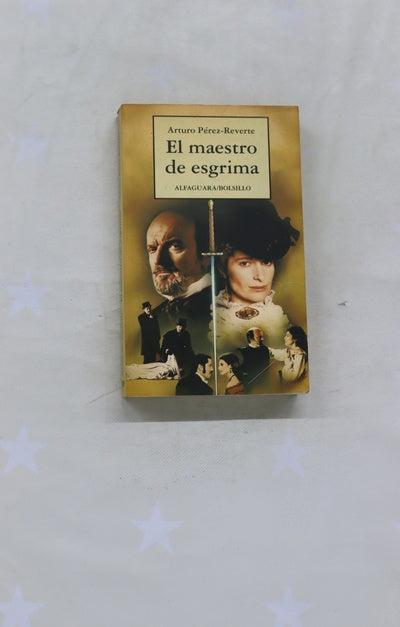 Arturo Pérez-Reverte
El maestro
de esgrima
ALFAGUARA/BOLSILLO